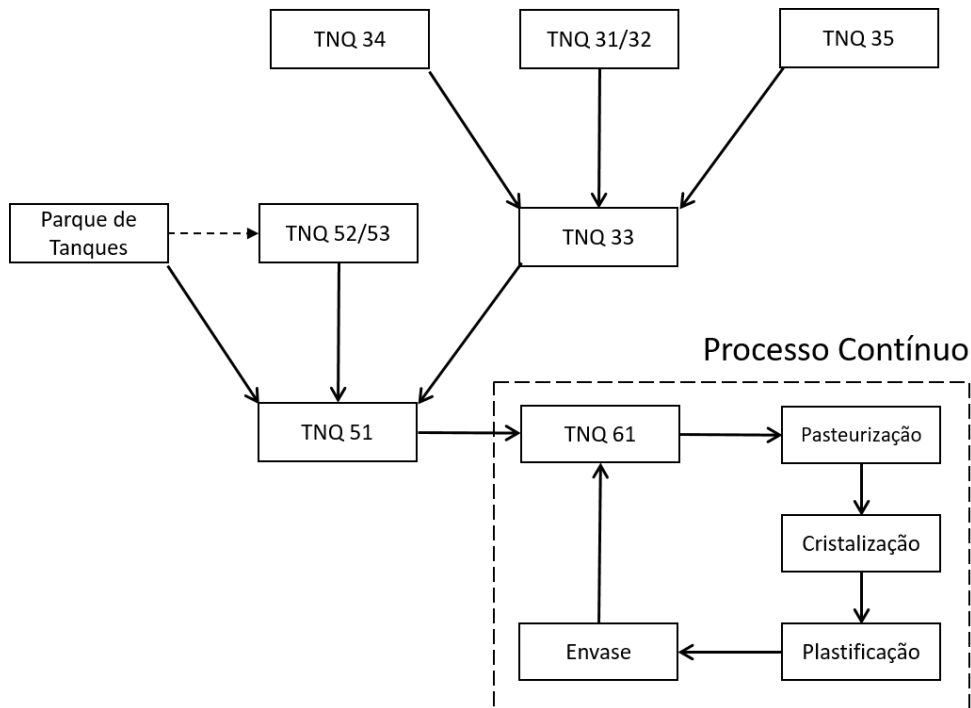 TNQ 34
TNQ 31/32
TNQ 35
Parque de
Tanques
TNQ 52/53
TNQ 33
Processo Contínuo
TNQ 51
TNQ 61
Pasteurização
Cristalização
Envase
Plastificação